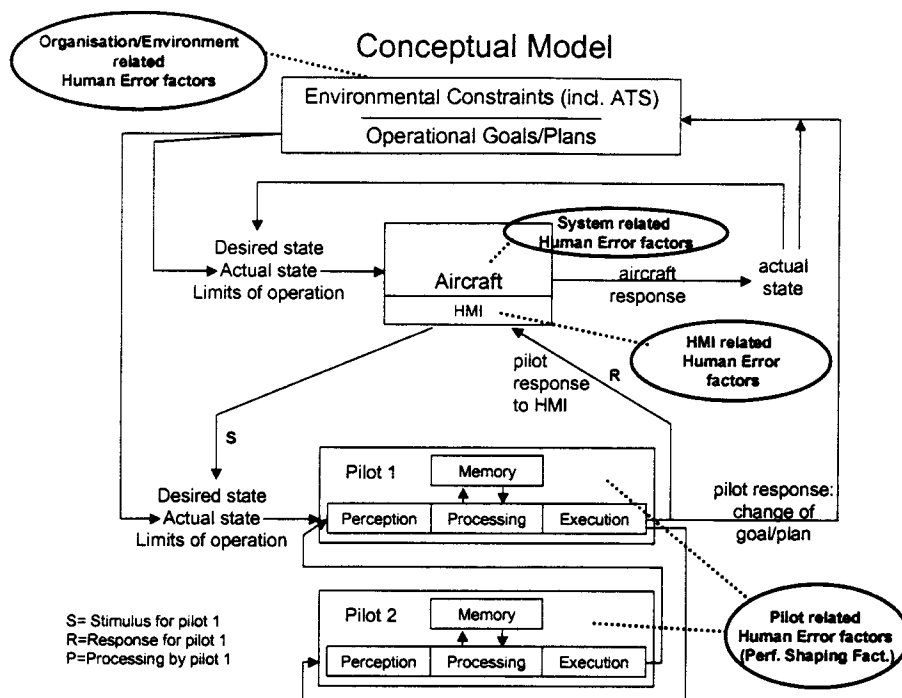 Conceptual Model
Organisation/Environment
related
Human Error factors
Environmental Constraints (incl. ATS)
Operational Goals/Plans
System related
Human Error factors
Desired state
Actual state
Limits of operation
Aircraft
HMI
aircraft
response
actual
state
HMI related
Human Error
factors
pilot
response
to HMI
R
S
Desired state
Actual state
Limits of operation
Pilot 1
Memory
Perception
Processing
Execution
pilot response:
change of
goal/plan
Pilot 2
Memory
Perception
Processing
Execution
Pilot related
Human Error factors
(Perf. Shaping Fact.)
S= Stimulus for pilot 1
R=Response for pilot 1
P=Processing by pilot 1